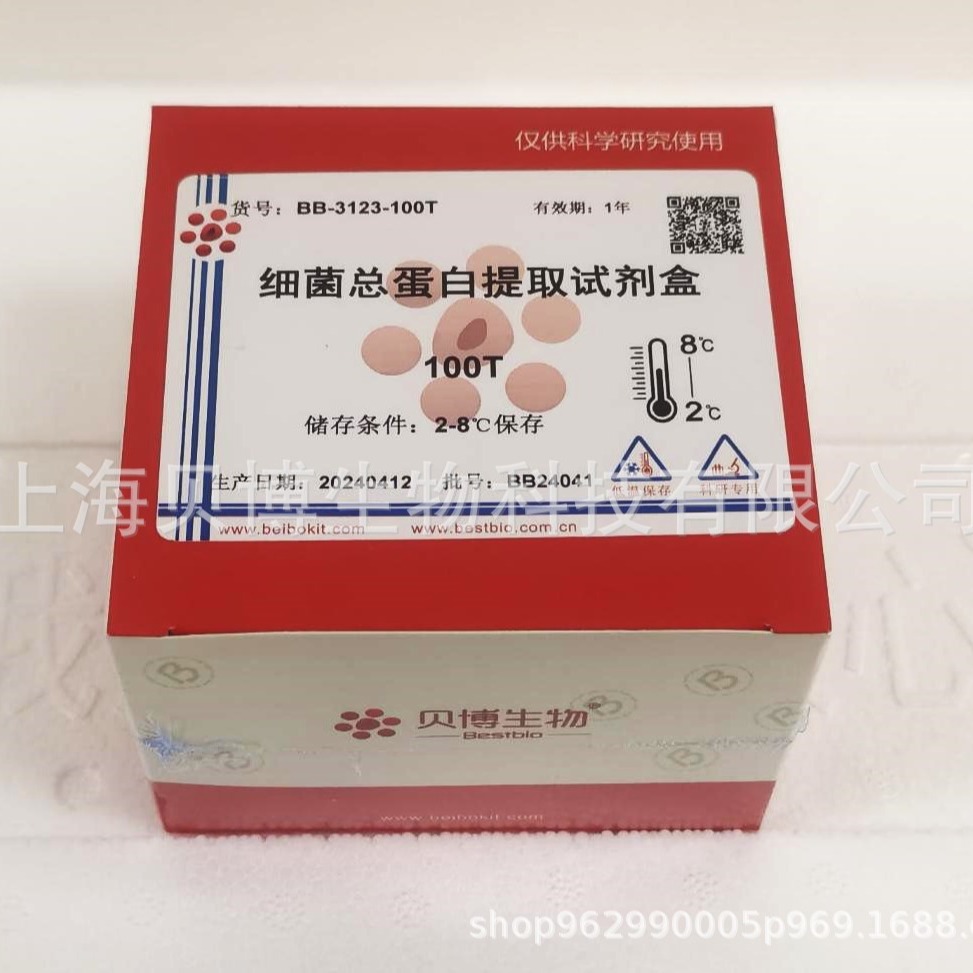 仅供科学研究使用
货号：BB-3123-100T 有效期：1年
细菌总蛋白提取试剂盒
100T
8℃
2℃
储存条件：2-8℃保存
低温保存 科研专用
生产日期：20240412 批号：BB24041
上海贝博生物科技有限公司
www.beibokit.com www.bestbio.com.cn
贝博生物®
Bestbio
www.beibokit.com
shop962990005p969.1688.c